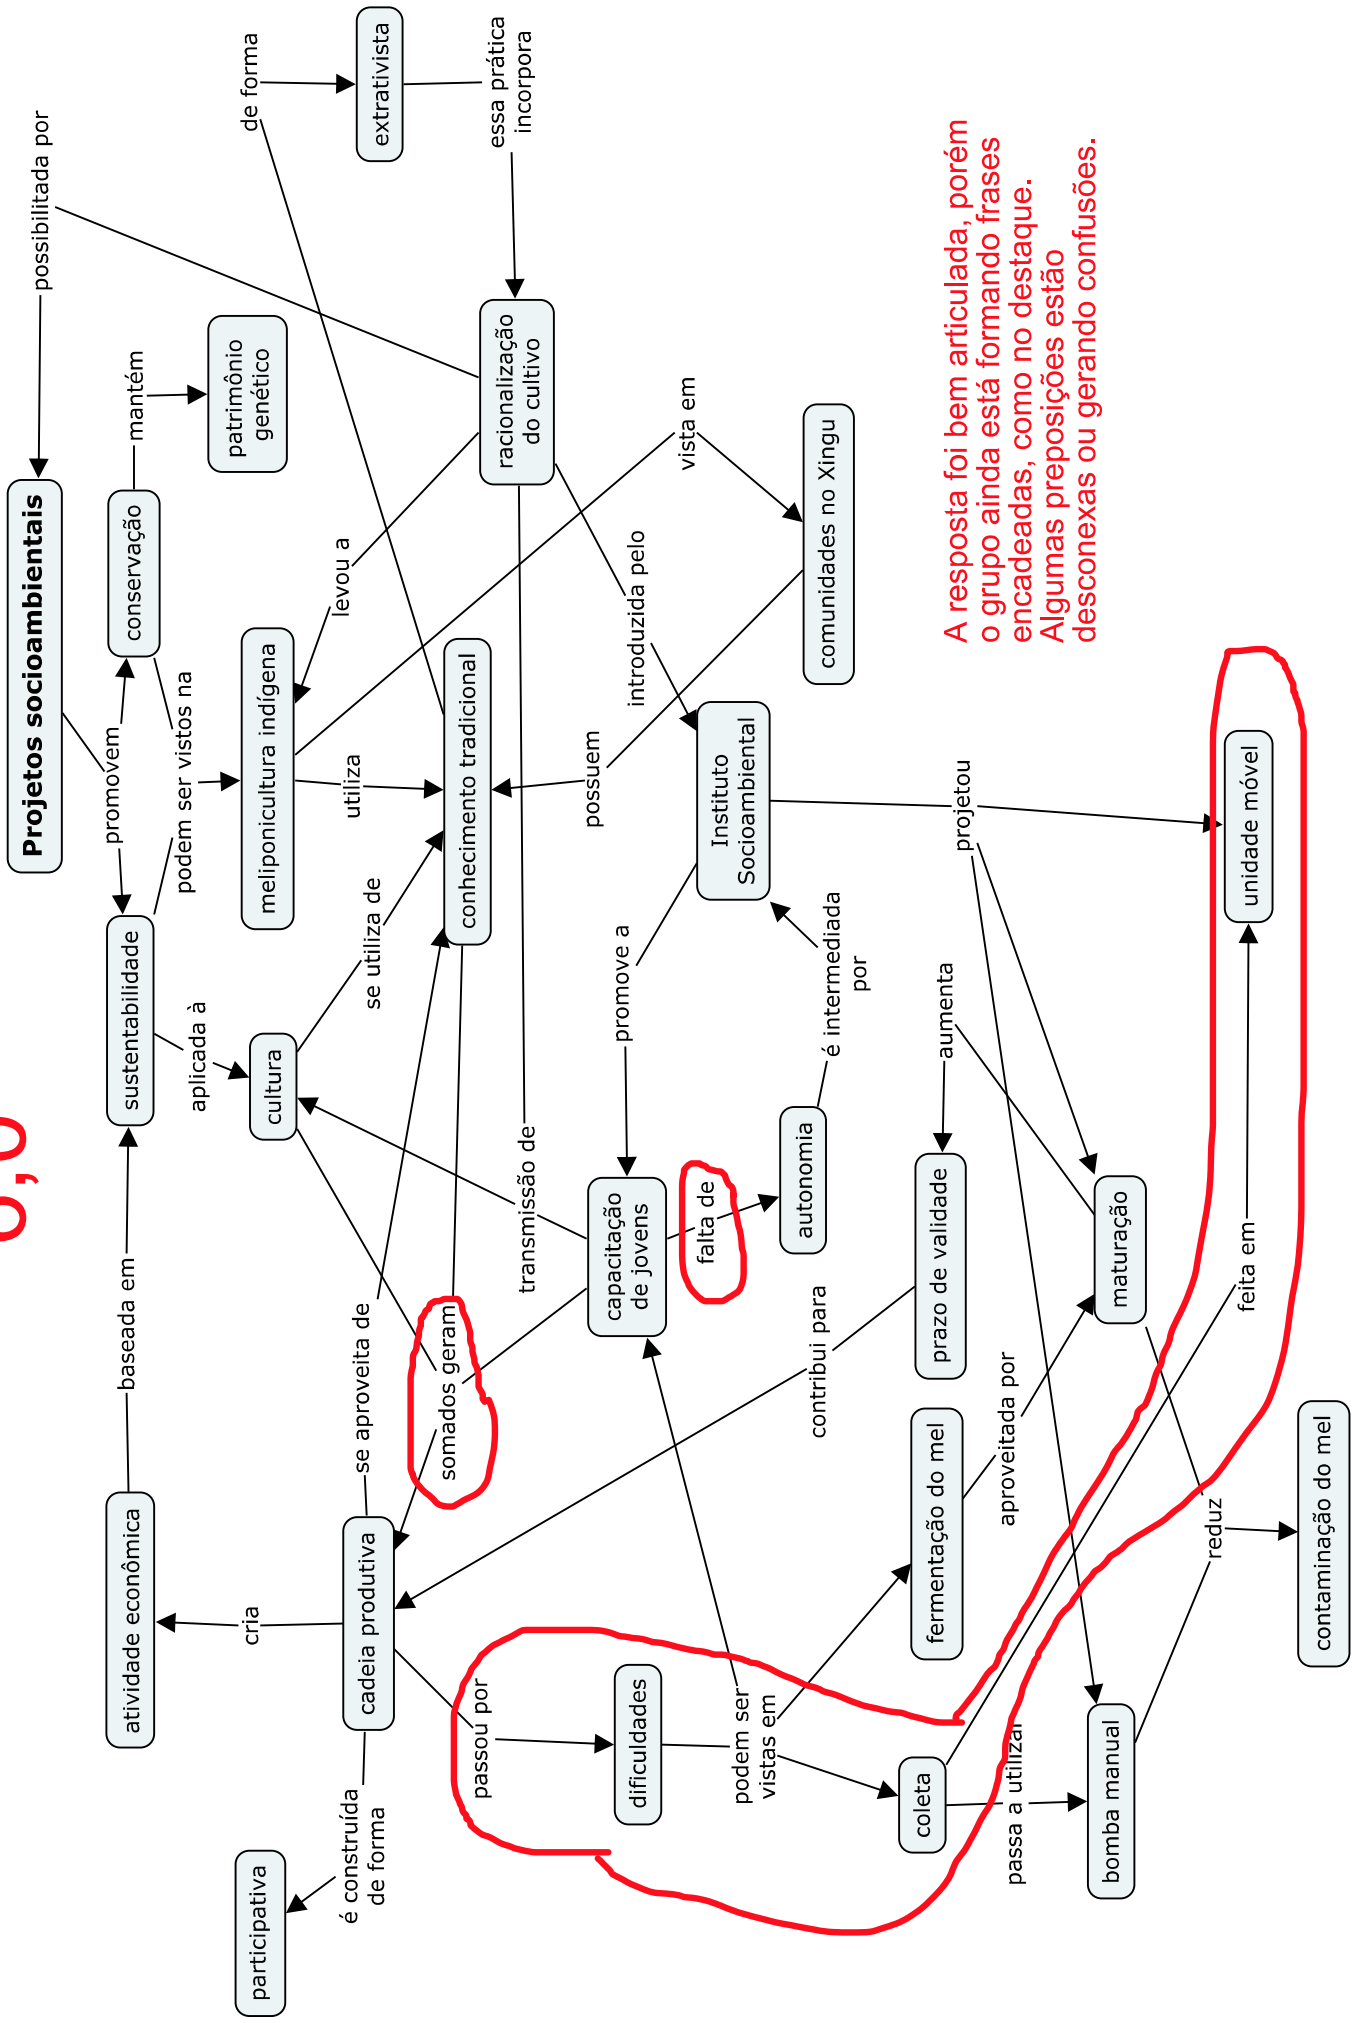 Projetos socioambientais
possibilitada por
atividade econômica
baseada em
sustentabilidade
promovem
conservação
mantém
aplicada à
podem ser vistos na
patrimônio
genético
participativa
cria
cultura
meliponicultura indígena
de forma
é construída
de forma
cadeia produtiva
se aproveita de
se utiliza de
utiliza
levou a
extrativista
somados geram
conhecimento tradicional
passou por
transmissão de
racionalização
do cultivo
essa prática
incorpora
dificuldades
capacitação
de jovens
promove a
possuem
introduzida pelo
falta de
Instituto
Socioambiental
vista em
podem ser
vistas em
autonomia
é intermediada
por
contribui para
comunidades no Xingu
coleta
fermentação do mel
prazo de validade
aumenta
projetou
A resposta foi bem articulada, porém
o grupo ainda está formando frases
encadeadas, como no destaque.
Algumas preposições estão
desconexas ou gerando confusões.
passa a utilizar
aproveitada por
bomba manual
maturação
reduz
feita em
unidade móvel
contaminação do mel